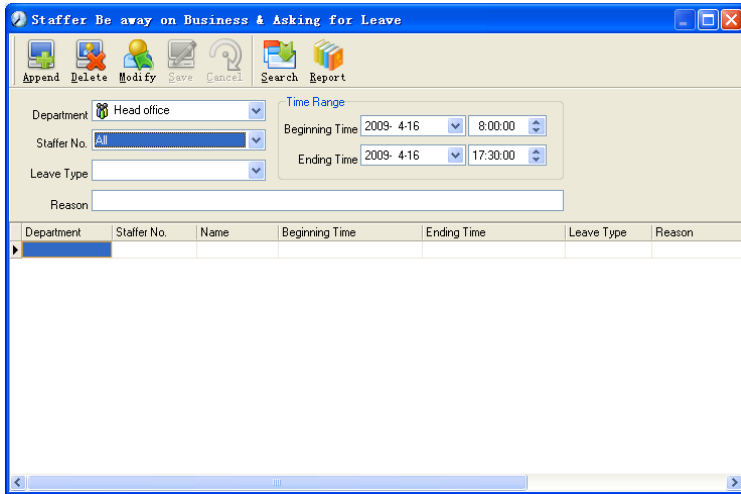 Staffer Be away on Business & Asking for Leave
Append Delete Modify Save Cancel Search Report
Department Head office
Staffer No. All
Leave Type
Reason
Time Range
Beginning Time 2009- 4-16 8:00:00
Ending Time 2009- 4-16 17:30:00
Department Staffer No. Name Beginning Time Ending Time Leave Type Reason